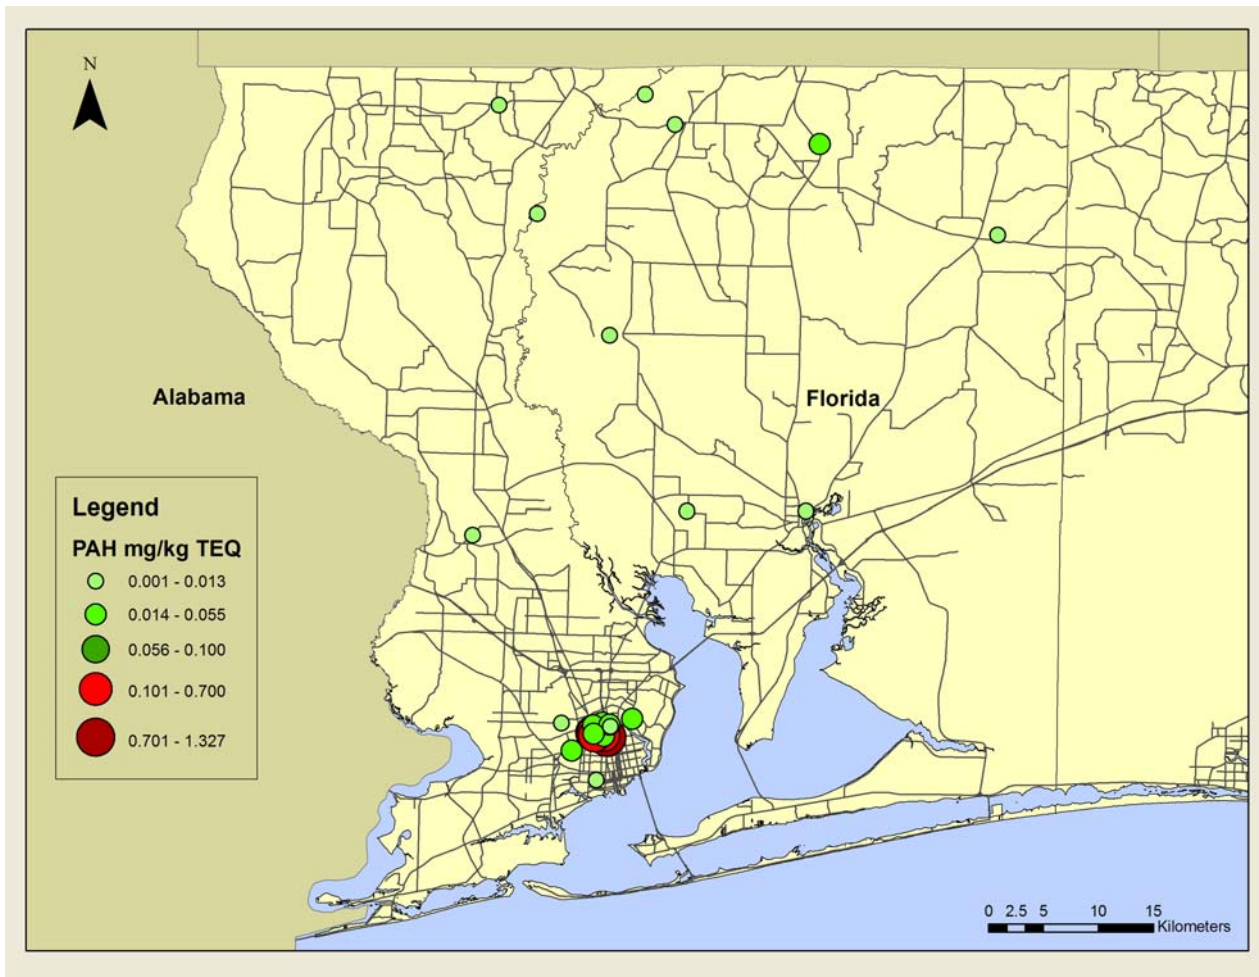 N
Alabama
Florida
Legend
PAH mg/kg TEQ
0.001 - 0.013
0.014 - 0.055
0.056 - 0.100
0.101 - 0.700
0.701 - 1.327
0 2.5 5 10 15
Kilometers